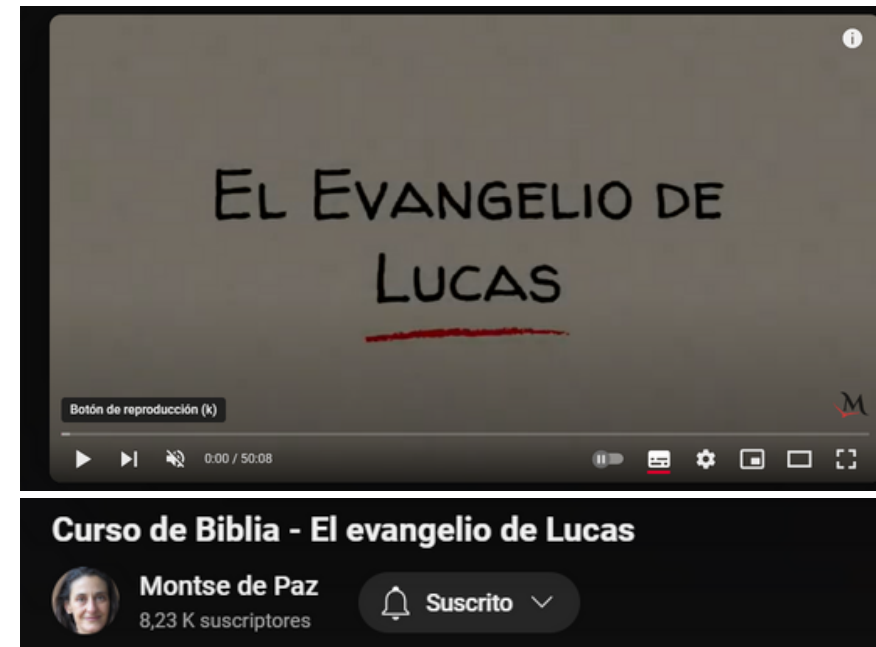 EL EVANGELIO DE
LUCAS
M
Botón de reproducción (k)
0:00 / 50:08
Curso de Biblia - El evangelio de Lucas
Montse de Paz
Suscrito
8,23 K suscriptores